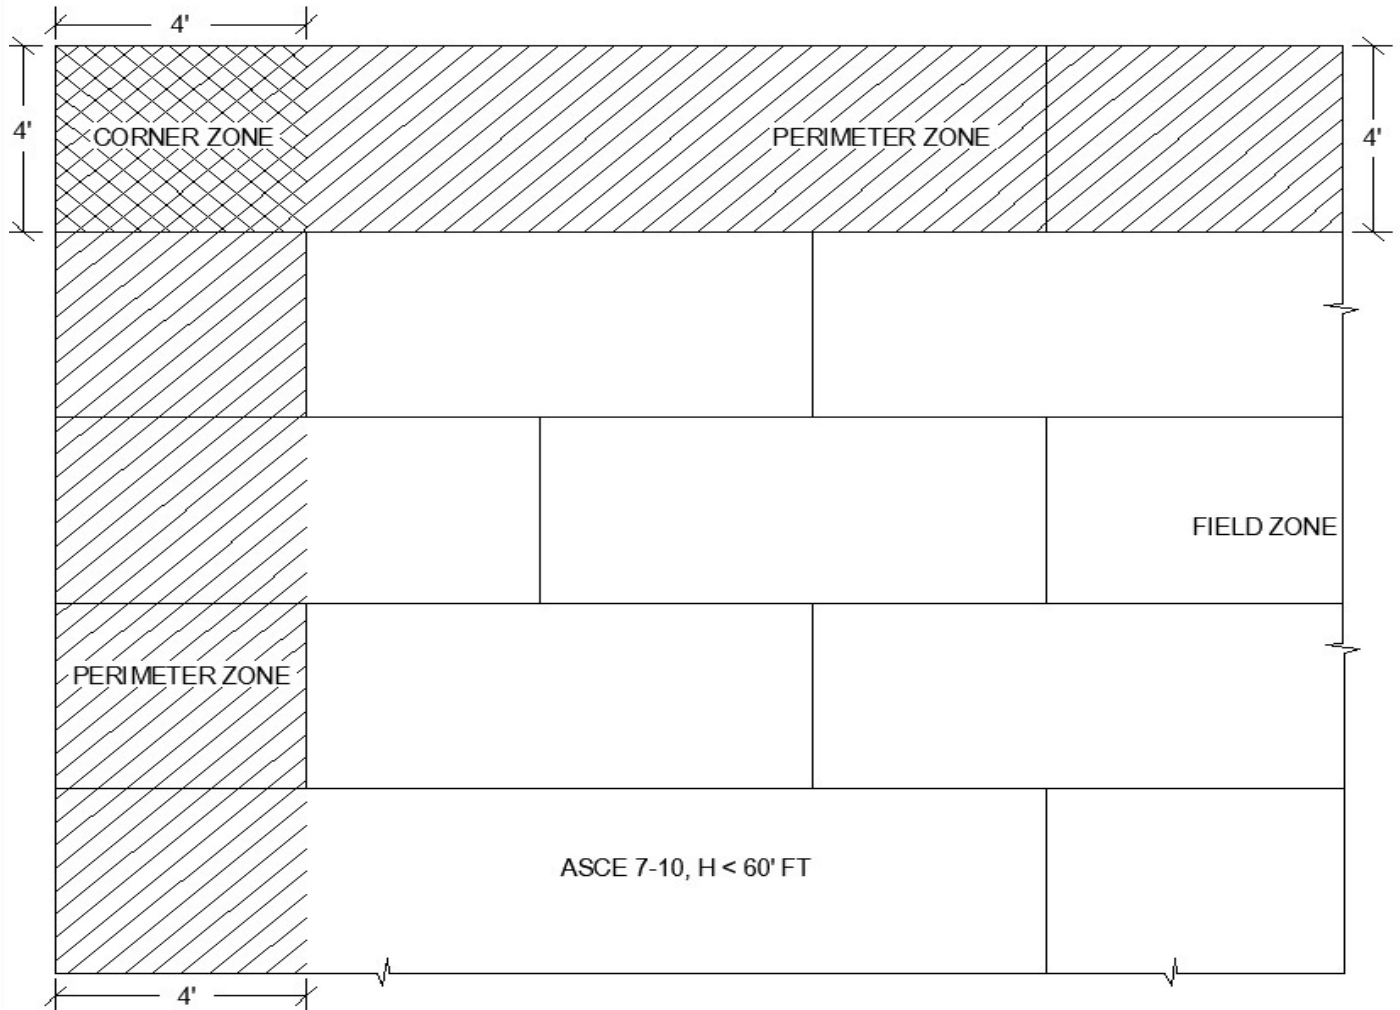 4'
4'
CORNER ZONE
PERIMETER ZONE
4'
FIELD ZONE
PERIMETER ZONE
ASCE 7-10, H < 60' FT
4'